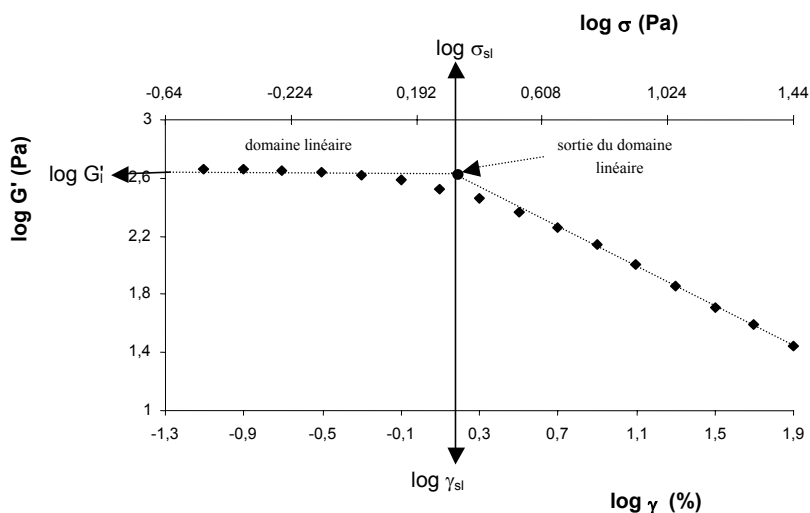 log σ (Pa)
log σsl
-0,64 -0,224 0,192 0,608 1,024 1,44
3
domaine linéaire
sortie du domaine
linéaire
log G'l
2,6
log G' (Pa)
2,2
1,8
1,4
1
-1,3 -0,9 -0,5 -0,1 0,3 0,7 1,1 1,5 1,9
log γsl
log γ (%)